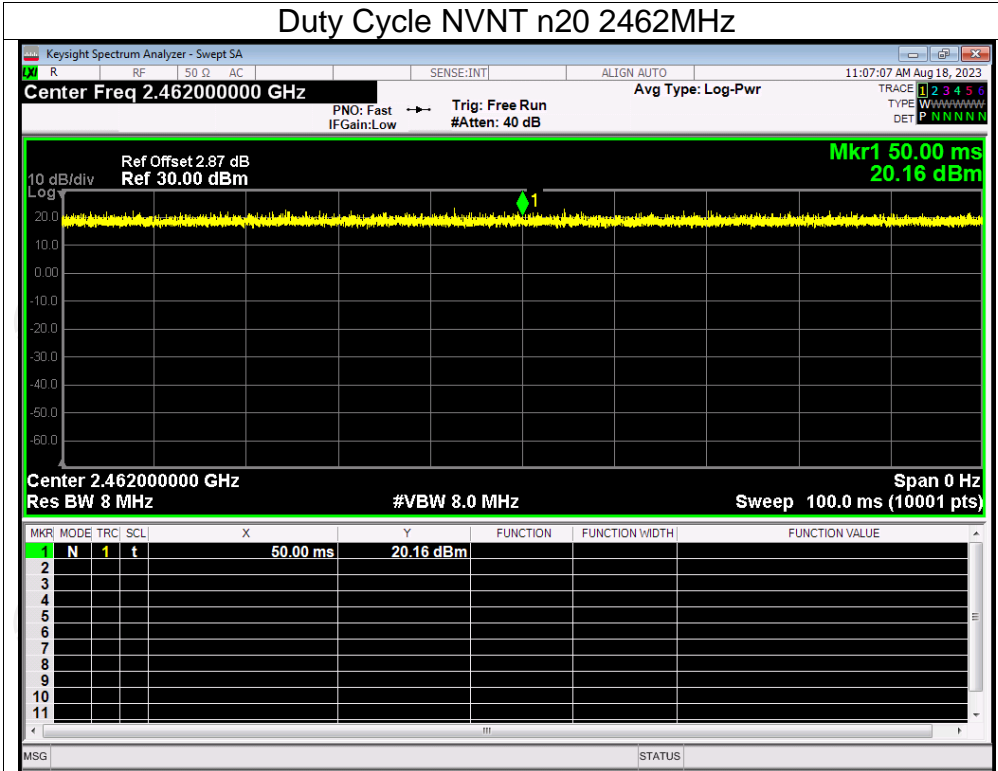 Duty Cycle NVNT n20 2462MHz
Keysight Spectrum Analyzer - Swept SA
LXI R RF 50 Ω AC SENSE:INT ALIGN AUTO 11:07:07 AM Aug 18, 2023
Center Freq 2.462000000 GHz Avg Type: Log-Pwr TRACE 1 2 3 4 5 6
PNO: Fast Trig: Free Run TYPE WWWWWW
IFGain:Low #Atten: 40 dB DET P N N N N N
Mkr1 50.00 ms
Ref Offset 2.87 dB
10 dB/div Ref 30.00 dBm 20.16 dBm
Log
1
20.0
10.0
0.00
-10.0
-20.0
-30.0
-40.0
-50.0
-60.0
Center 2.462000000 GHz Span 0 Hz
Res BW 8 MHz #VBW 8.0 MHz Sweep 100.0 ms (10001 pts)
MKR MODE TRC SCL X Y FUNCTION FUNCTION WIDTH FUNCTION VALUE
1 N 1 t 50.00 ms 20.16 dBm
2
3
4
5
6
7
8
9
10
11
MSG STATUS